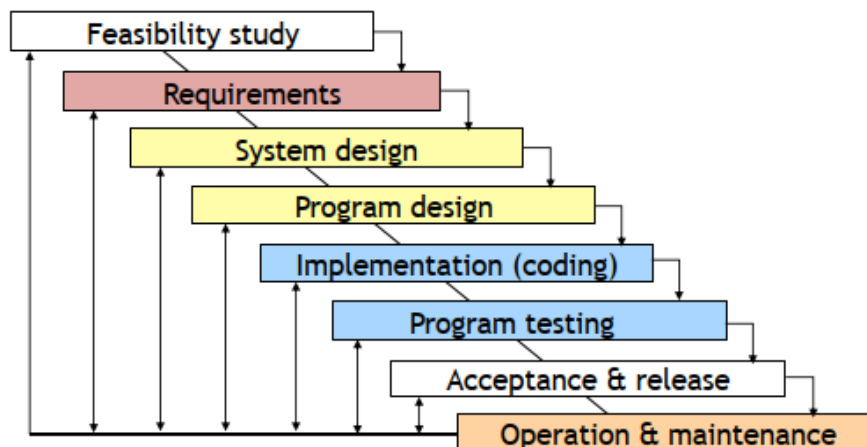 Feasibility study
Requirements
System design
Program design
Implementation (coding)
Program testing
Acceptance & release
Operation & maintenance